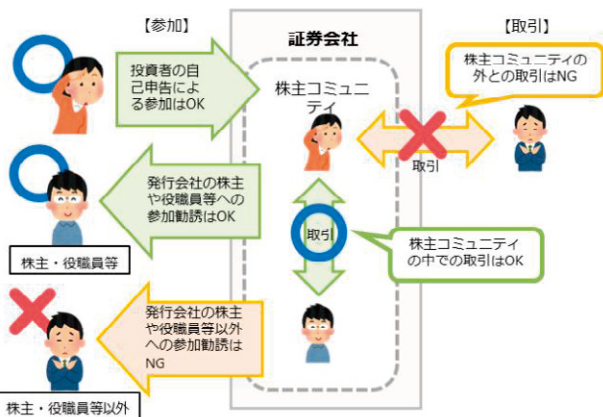 【参加】
証券会社
【取引】
投資者の自
己申告によ
る参加はOK
株主コミュニ
ティ
株主コミュニティの
外との取引はNG
取引
発行会社の株主
や役職員等への
参加勧誘はOK
株主・役職員等
取引
株主コミュニティ
の中での取引はOK
発行会社の株主
や役職員等以外
への参加勧誘は
NG
株主・役職員等以外